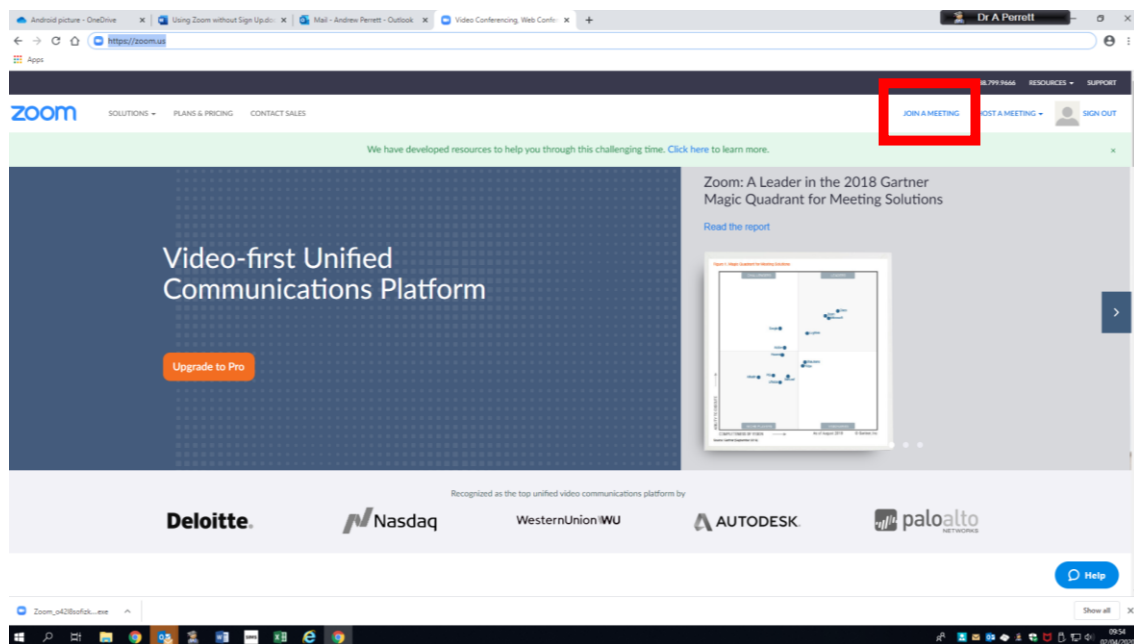 Android picture - OneDrive
Using Zoom without Sign Up.do
Mail - Andrew Perrett - Outlook
Video Conferencing, Web Confe
Dr A Perrett
https://zoom.us
Apps
RESOURCES
SUPPORT
zoom
SOLUTIONS
PLANS & PRICING
CONTACT SALES
JOIN A MEETING
HOST A MEETING
SIGN OUT
We have developed resources to help you through this challenging time. Click here to learn more.
Video-first Unified
Communications Platform
Upgrade to Pro
Zoom: A Leader in the 2018 Gartner
Magic Quadrant for Meeting Solutions
Read the report
Recognized as the top unified video communications platform by
Deloitte.
Nasdaq
WesternUnion WU
AUTODESK.
paloalto
NETWORKS
Help
Show all
09:54
02/04/2020